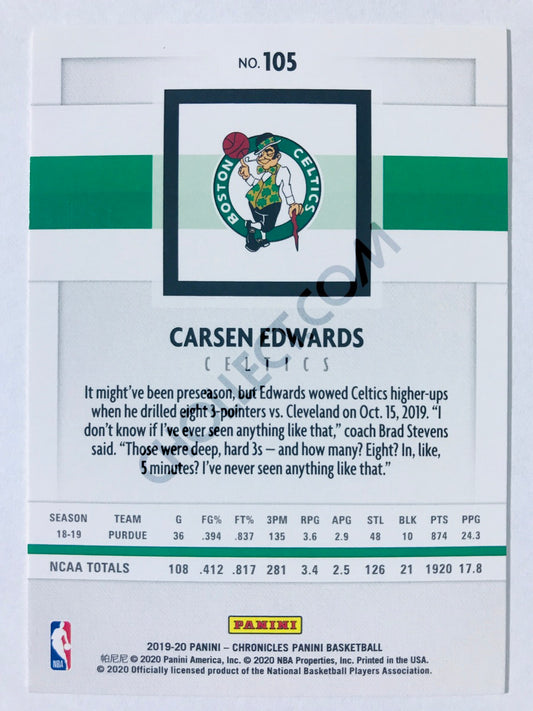 NO. 105
BOSTON CELTICS
CARSEN EDWARDS
CELTICS
It might've been preseason, but Edwards wowed Celtics higher-ups
when he drilled eight 3-pointers vs. Cleveland on Oct. 15, 2019. "I
don't know if I've ever seen anything like that," coach Brad Stevens
said. "Those were deep, hard 3s — and how many? Eight? In, like,
5 minutes? I've never seen anything like that."
SEASON TEAM G FG% FT% 3PM RPG APG STL BLK PTS PPG
18-19 PURDUE 36 .394 .837 135 3.6 2.9 48 10 874 24.3
NCAA TOTALS 108 .412 .817 281 3.4 2.5 126 21 1920 17.8
PANINI
NBA
2019-20 PANINI – CHRONICLES PANINI BASKETBALL
帕尼尼 © 2020 Panini America, Inc. © 2020 NBA Properties, Inc. Printed in the USA.
© 2020 Officially licensed product of the National Basketball Players Association.
CHOLLECT.COM